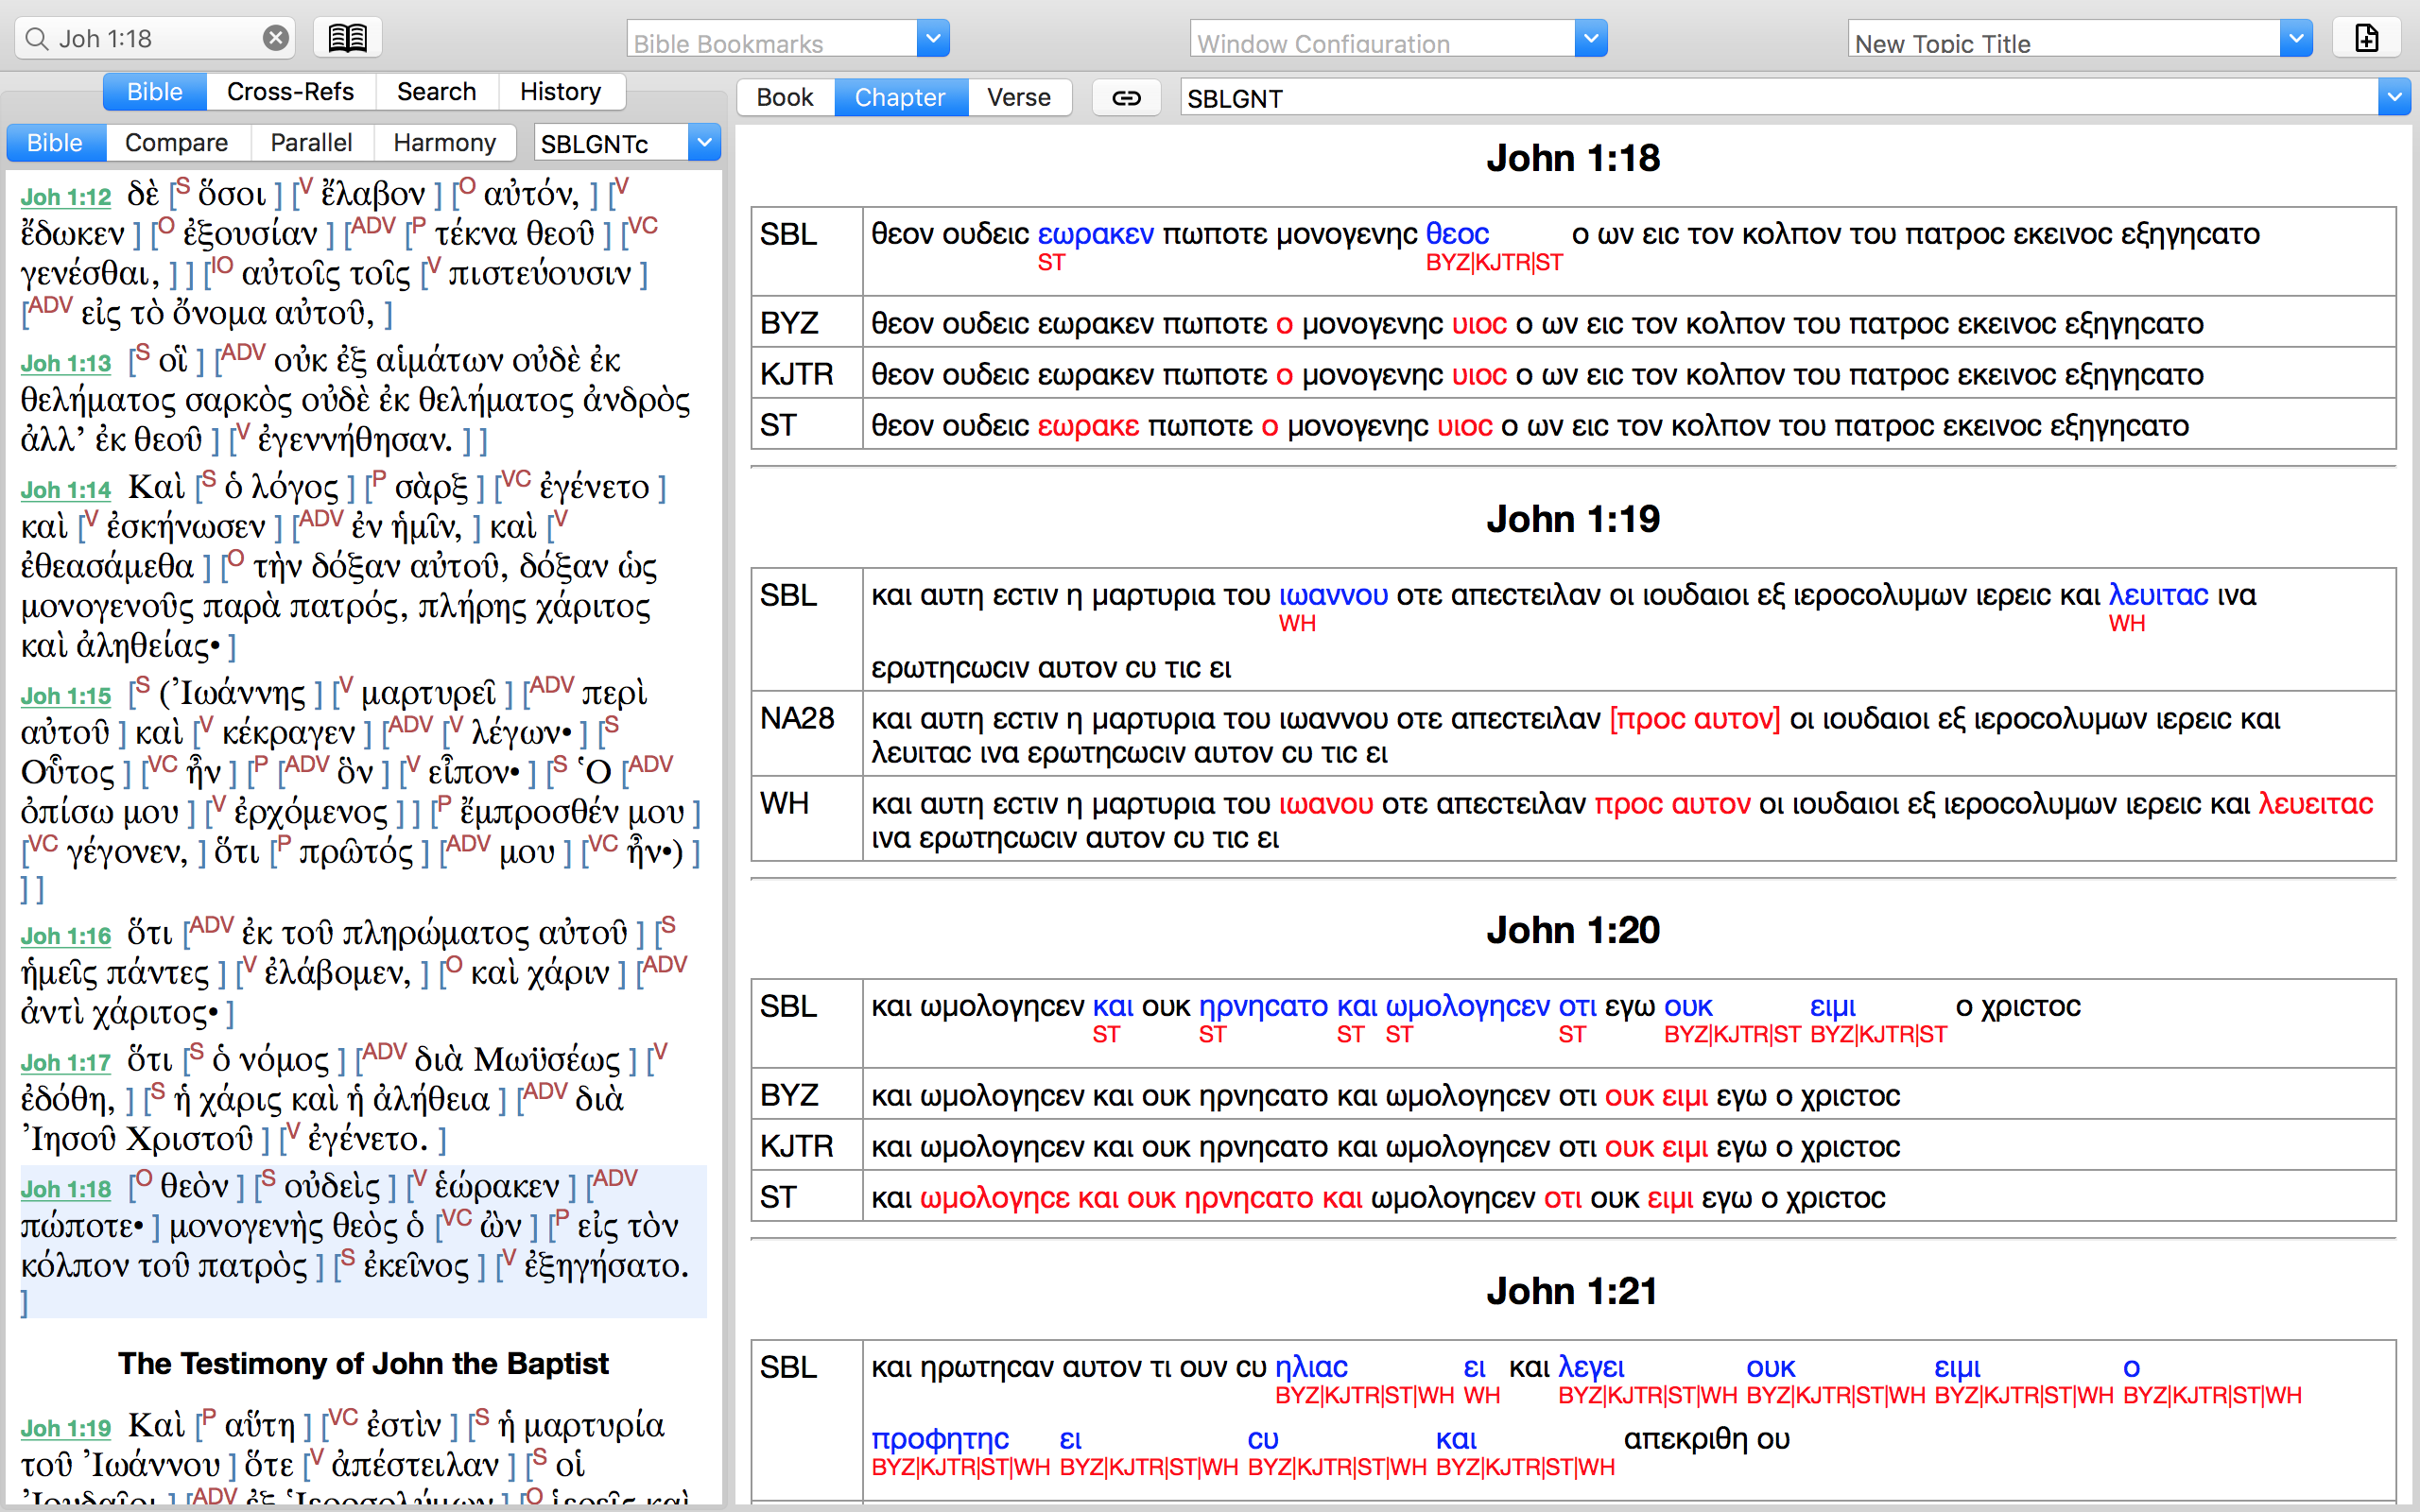 Joh 1:18
Bible Bookmarks
Window Configuration
New Topic Title
Bible Cross-Refs Search History
Bible Compare Parallel Harmony SBLGNTc
Joh 1:12 δὲ [S ὅσοι ] [V ἔλαβον ] [O αὐτόν, ] [V
ἔδωκεν ] [O ἐξουσίαν ] [ADV [P τέκνα θεοῦ ] [VC
γενέσθαι, ] ] [IO αὐτοῖς τοῖς [V πιστεύουσιν ]
[ADV εἰς τὸ ὄνομα αὐτοῦ, ]
Joh 1:13 [S οἳ ] [ADV οὐκ ἐξ αἱμάτων οὐδὲ ἐκ
θελήματος σαρκὸς οὐδὲ ἐκ θελήματος ἀνδρὸς
ἀλλ’ ἐκ θεοῦ ] [V ἐγεννήθησαν. ] ]
Joh 1:14 Καὶ [S ὁ λόγος ] [P σὰρξ ] [VC ἐγένετο ]
καὶ [V ἐσκήνωσεν ] [ADV ἐν ἡμῖν, ] καὶ [V
ἐθεασάμεθα ] [O τὴν δόξαν αὐτοῦ, δόξαν ὡς
μονογενοῦς παρὰ πατρός, πλήρης χάριτος
καὶ ἀληθείας• ]
Joh 1:15 [S (Ἰωάννης ] [V μαρτυρεῖ ] [ADV περὶ
αὐτοῦ ] καὶ [V κέκραγεν ] [ADV [V λέγων• ] [S
Οὗτος ] [VC ἦν ] [P [ADV ὃν ] [V εἶπον• ] [S Ὁ [ADV
ὀπίσω μου ] [V ἐρχόμενος ] ] [P ἔμπροσθέν μου ]
[VC γέγονεν, ] ὅτι [P πρῶτός ] [ADV μου ] [VC ἦν•) ]
] ]
Joh 1:16 ὅτι [ADV ἐκ τοῦ πληρώματος αὐτοῦ ] [S
ἡμεῖς πάντες ] [V ἐλάβομεν, ] [O καὶ χάριν ] [ADV
ἀντὶ χάριτος• ]
Joh 1:17 ὅτι [S ὁ νόμος ] [ADV διὰ Μωϋσέως ] [V
ἐδόθη, ] [S ἡ χάρις καὶ ἡ ἀλήθεια ] [ADV διὰ
Ἰησοῦ Χριστοῦ ] [V ἐγένετο. ]
Joh 1:18 [O θεὸν ] [S οὐδεὶς ] [V ἑώρακεν ] [ADV
πώποτε• ] μονογενὴς θεὸς ὁ [VC ὢν ] [P εἰς τὸν
κόλπον τοῦ πατρὸς ] [S ἐκεῖνος ] [V ἐξηγήσατο.
]
The Testimony of John the Baptist
Joh 1:19 Καὶ [P αὕτη ] [VC ἐστὶν ] [S ἡ μαρτυρία
τοῦ Ἰωάννου ] ὅτε [V ἀπέστειλαν ] [S οἱ
Ἰουδαῖοι ] [ADV ἐξ Ἱεροσολύμων ] [O ἱερεῖς καὶ
Book Chapter Verse SBLGNT
John 1:18
SBL θεον ουδειϲ εωρακεν πωποτε μονογενηϲ θεοϲ ο ων ειϲ τον κολπον του πατροϲ εκεινοϲ εξηγηϲατο
ST BYZ|KJTR|ST
BYZ θεον ουδειϲ εωρακεν πωποτε ο μονογενηϲ υιοϲ ο ων ειϲ τον κολπον του πατροϲ εκεινοϲ εξηγηϲατο
KJTR θεον ουδειϲ εωρακεν πωποτε ο μονογενηϲ υιοϲ ο ων ειϲ τον κολπον του πατροϲ εκεινοϲ εξηγηϲατο
ST θεον ουδειϲ εωρακε πωποτε ο μονογενηϲ υιοϲ ο ων ειϲ τον κολπον του πατροϲ εκεινοϲ εξηγηϲατο
John 1:19
SBL και αυτη εϲτιν η μαρτυρια του ιωαννου οτε απεϲτειλαν οι ιουδαιοι εξ ιεροϲολυμων ιερειϲ και λευιταϲ ινα
WH WH
ερωτηϲωϲιν αυτον ϲυ τιϲ ει
NA28 και αυτη εϲτιν η μαρτυρια του ιωαννου οτε απεϲτειλαν [προϲ αυτον] οι ιουδαιοι εξ ιεροϲολυμων ιερειϲ και
λευιταϲ ινα ερωτηϲωϲιν αυτον ϲυ τιϲ ει
WH και αυτη εϲτιν η μαρτυρια του ιωανου οτε απεϲτειλαν προϲ αυτον οι ιουδαιοι εξ ιεροϲολυμων ιερειϲ και λευειταϲ
ινα ερωτηϲωϲιν αυτον ϲυ τιϲ ει
John 1:20
SBL και ωμολογηϲεν και ουκ ηρνηϲατο και ωμολογηϲεν οτι εγω ουκ ειμι ο χριϲτοϲ
ST ST ST ST ST BYZ|KJTR|ST BYZ|KJTR|ST
BYZ και ωμολογηϲεν και ουκ ηρνηϲατο και ωμολογηϲεν οτι ουκ ειμι εγω ο χριϲτοϲ
KJTR και ωμολογηϲεν και ουκ ηρνηϲατο και ωμολογηϲεν οτι ουκ ειμι εγω ο χριϲτοϲ
ST και ωμολογηϲε και ουκ ηρνηϲατο και ωμολογηϲεν οτι ουκ ειμι εγω ο χριϲτοϲ
John 1:21
SBL και ηρωτηϲαν αυτον τι ουν ϲυ ηλιαϲ ει και λεγει ουκ ειμι ο
BYZ|KJTR|ST|WH WH BYZ|KJTR|ST|WH BYZ|KJTR|ST|WH BYZ|KJTR|ST|WH BYZ|KJTR|ST|WH
προφητηϲ ει ϲυ και απεκριθη ου
BYZ|KJTR|ST|WH BYZ|KJTR|ST|WH BYZ|KJTR|ST|WH BYZ|KJTR|ST|WH